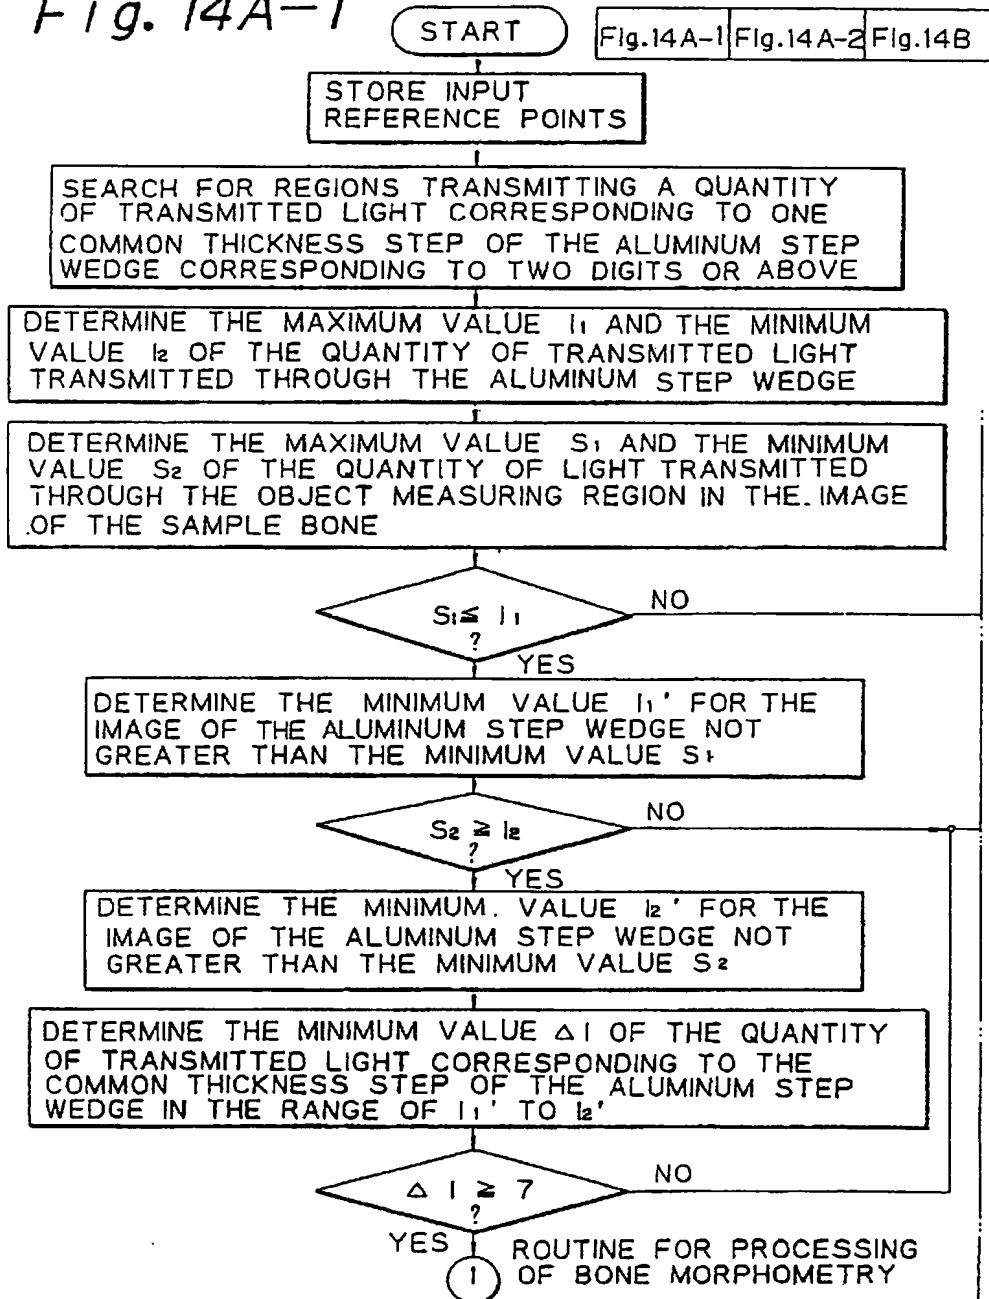 Fig. 14A-1
START
Fig.14A-1 Fig.14A-2 Fig.14B
STORE INPUT
REFERENCE POINTS
SEARCH FOR REGIONS TRANSMITTING A QUANTITY
OF TRANSMITTED LIGHT CORRESPONDING TO ONE
COMMON THICKNESS STEP OF THE ALUMINUM STEP
WEDGE CORRESPONDING TO TWO DIGITS OR ABOVE
DETERMINE THE MAXIMUM VALUE I₁ AND THE MINIMUM
VALUE I₂ OF THE QUANTITY OF TRANSMITTED LIGHT
TRANSMITTED THROUGH THE ALUMINUM STEP WEDGE
DETERMINE THE MAXIMUM VALUE S₁ AND THE MINIMUM
VALUE S₂ OF THE QUANTITY OF LIGHT TRANSMITTED
THROUGH THE OBJECT MEASURING REGION IN THE IMAGE
OF THE SAMPLE BONE
S₁ ≦ I₁
?
NO
YES
DETERMINE THE MINIMUM VALUE I₁' FOR THE
IMAGE OF THE ALUMINUM STEP WEDGE NOT
GREATER THAN THE MINIMUM VALUE S₁
S₂ ≧ I₂
?
NO
YES
DETERMINE THE MINIMUM. VALUE I₂' FOR THE
IMAGE OF THE ALUMINUM STEP WEDGE NOT
GREATER THAN THE MINIMUM VALUE S₂
DETERMINE THE MINIMUM VALUE ΔI OF THE QUANTITY
OF TRANSMITTED LIGHT CORRESPONDING TO THE
COMMON THICKNESS STEP OF THE ALUMINUM STEP
WEDGE IN THE RANGE OF I₁' TO I₂'
ΔI ≧ 7
?
NO
YES
1
ROUTINE FOR PROCESSING
OF BONE MORPHOMETRY